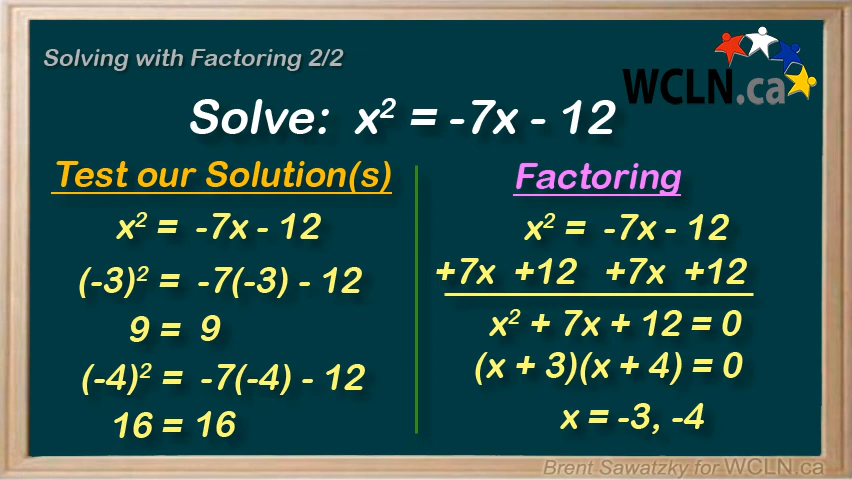 Solving with Factoring 2/2
WCLN.ca
Solve: x² = -7x - 12
Test our Solution(s)
x² = -7x - 12
(-3)² = -7(-3) - 12
9 = 9
(-4)² = -7(-4) - 12
16 = 16
Factoring
x² = -7x - 12
+7x +12 +7x +12
x² + 7x + 12 = 0
(x + 3)(x + 4) = 0
x = -3, -4
Brent Sawatzky for WCLN.ca